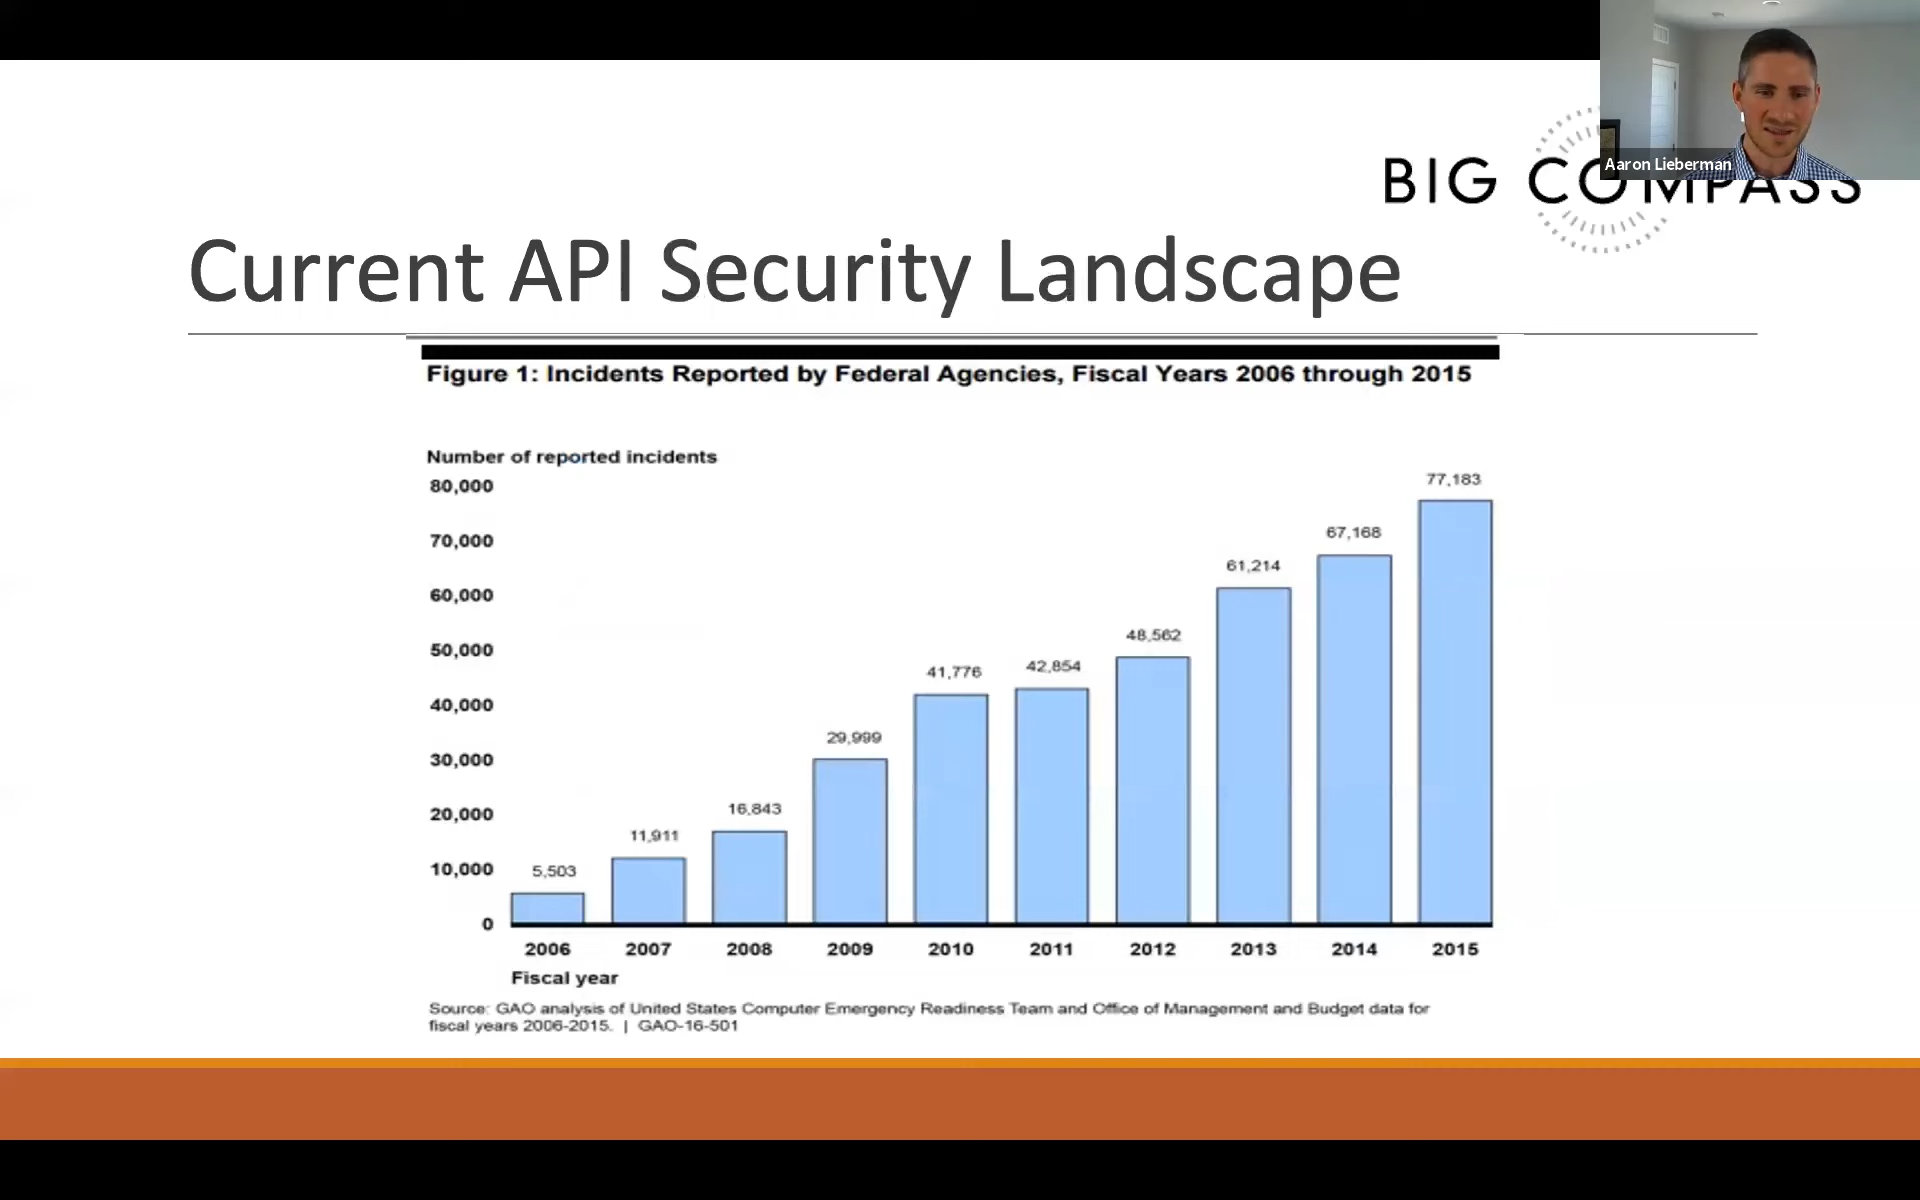 Aaron Lieberman
BIG COMPASS
Current API Security Landscape
Figure 1: Incidents Reported by Federal Agencies, Fiscal Years 2006 through 2015
Number of reported incidents
80,000
70,000
60,000
50,000
40,000
30,000
20,000
10,000
0
5,503
11,911
16,843
29,999
41,776
42,854
48,562
61,214
67,168
77,183
2006 2007 2008 2009 2010 2011 2012 2013 2014 2015
Fiscal year
Source: GAO analysis of United States Computer Emergency Readiness Team and Office of Management and Budget data for
fiscal years 2006-2015. | GAO-16-501